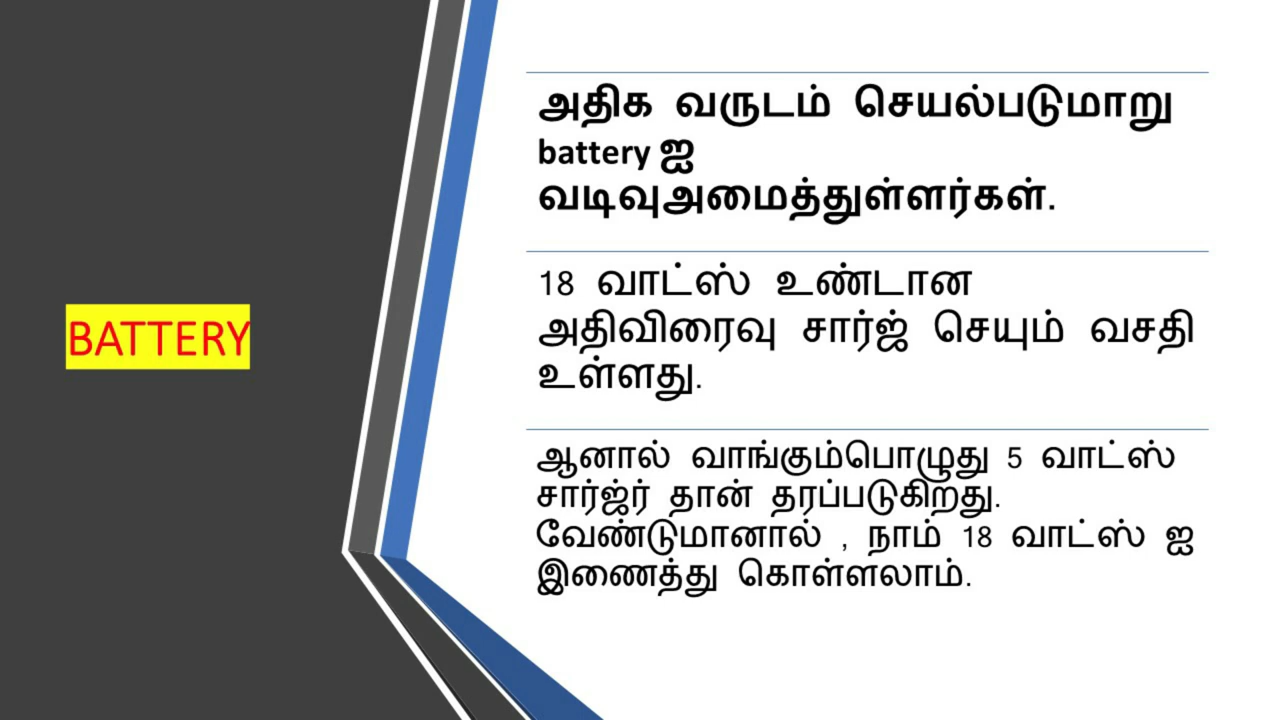 BATTERY
அதிக வருடம் செயல்படுமாறு
battery ஐ
வடிவுஅமைத்துள்ளர்கள்.
18 வாட்ஸ் உண்டான
அதிவிரைவு சார்ஜ் செயும் வசதி
உள்ளது.
ஆனால் வாங்கும்பொழுது 5 வாட்ஸ்
சார்ஜ்ர் தான் தரப்படுகிறது.
வேண்டுமானால் , நாம் 18 வாட்ஸ் ஐ
இணைத்து கொள்ளலாம்.